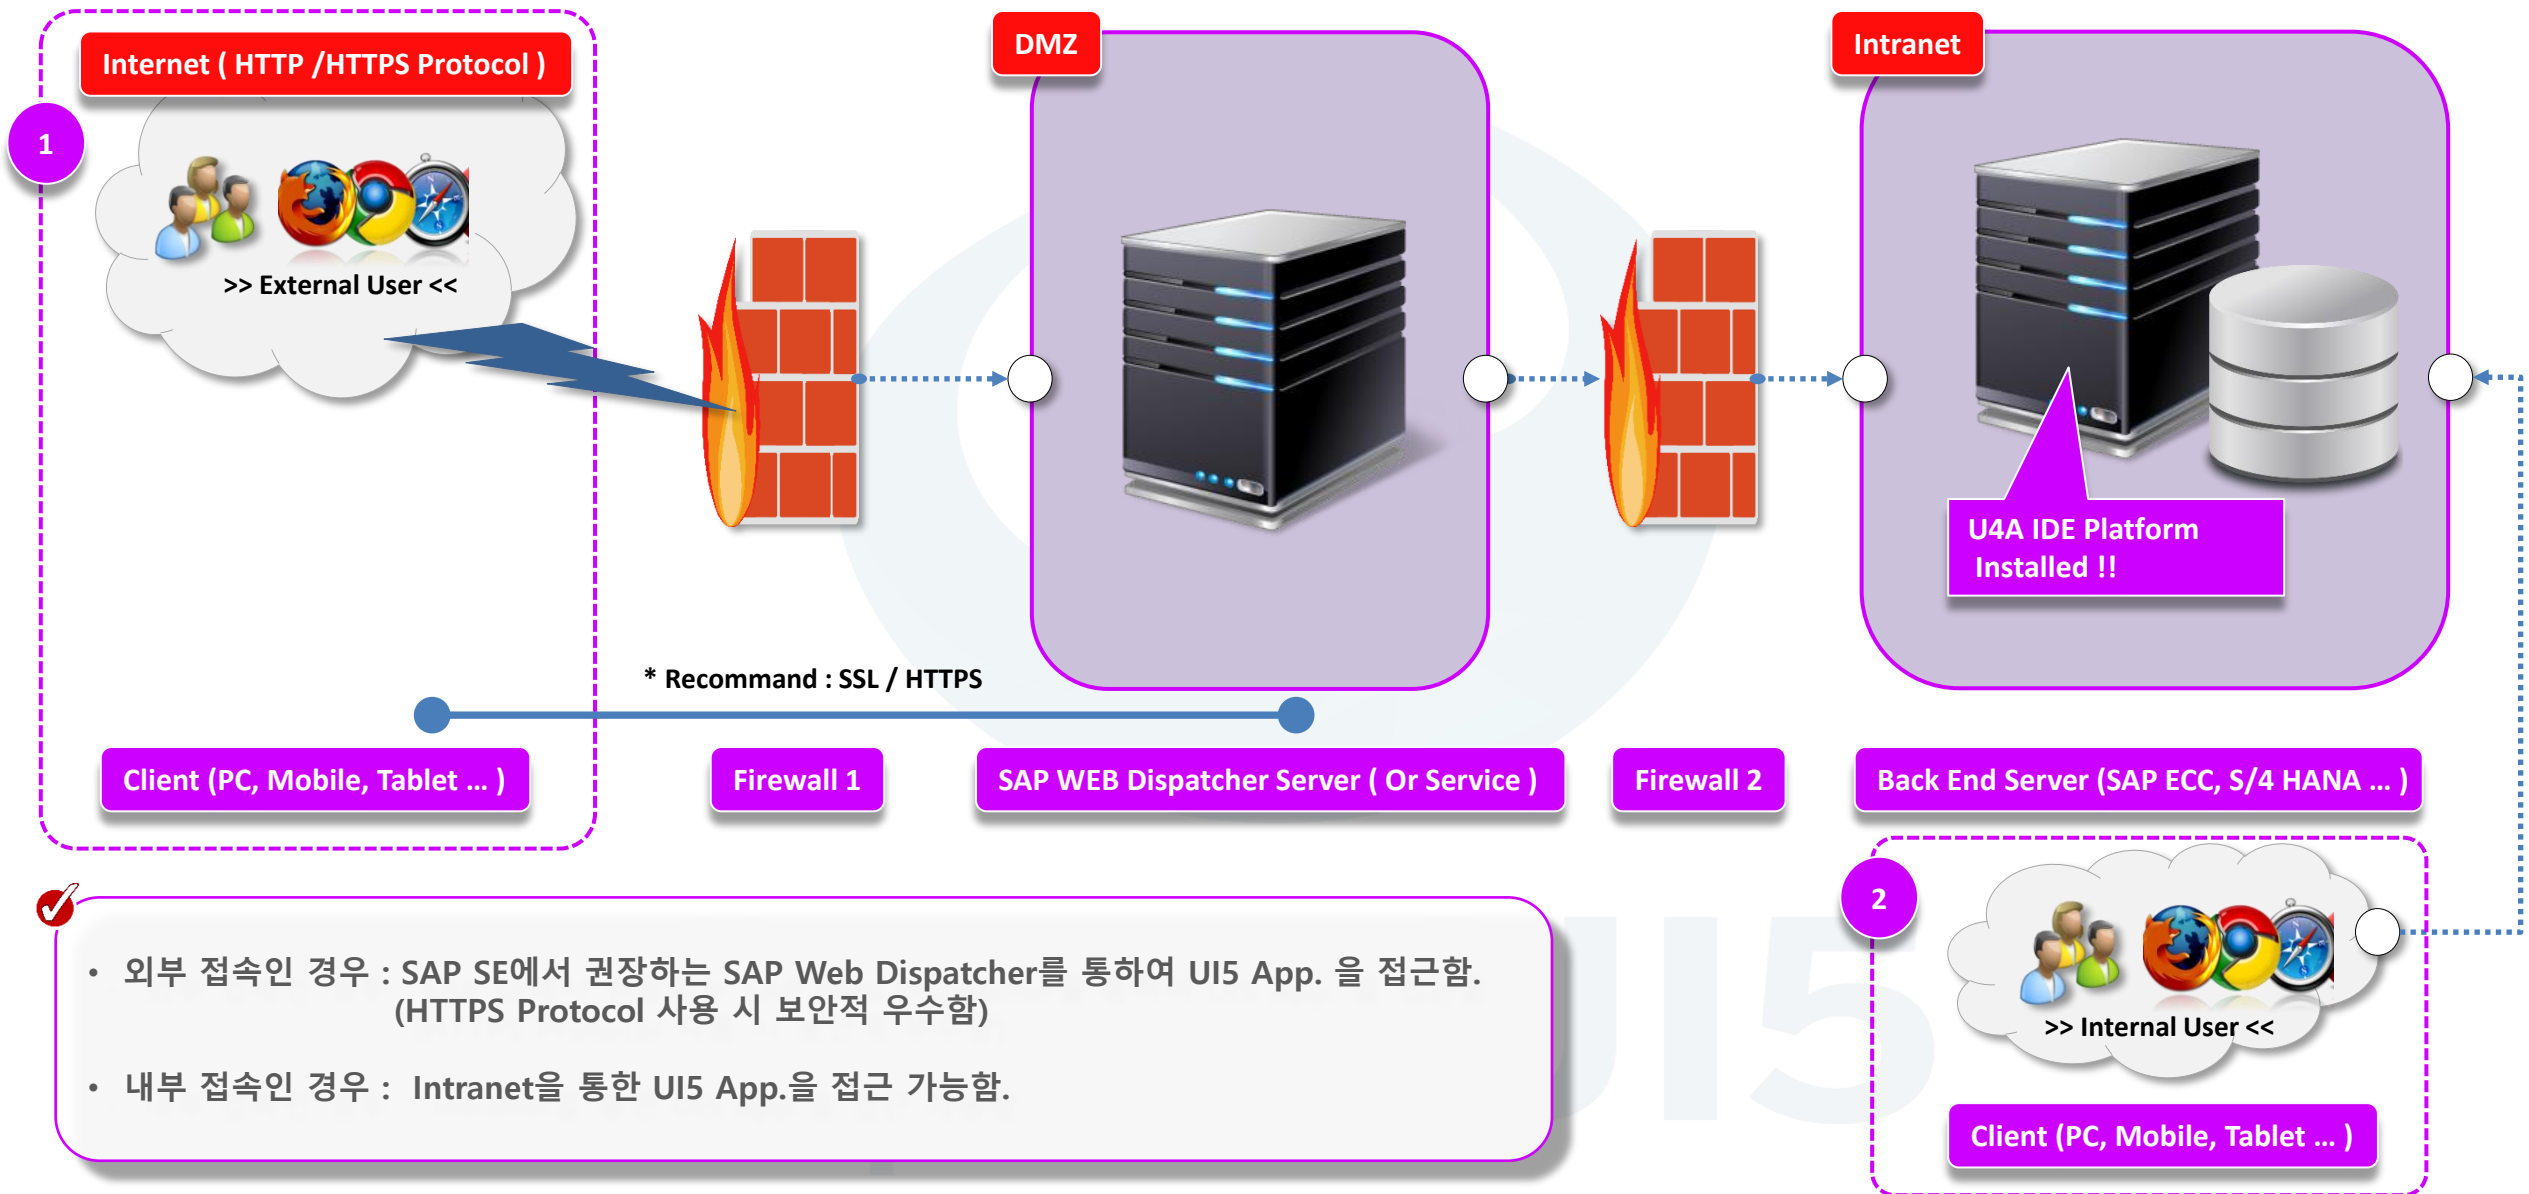 Internet ( HTTP /HTTPS Protocol )
1
>> External User <<
DMZ
Intranet
U4A IDE Platform
Installed !!
* Recommand : SSL / HTTPS
Client (PC, Mobile, Tablet ... )
Firewall 1
SAP WEB Dispatcher Server ( Or Service )
Firewall 2
Back End Server (SAP ECC, S/4 HANA ... )
• 외부 접속인 경우 : SAP SE에서 권장하는 SAP Web Dispatcher를 통하여 UI5 App. 을 접근함.
(HTTPS Protocol 사용 시 보안적 우수함)
• 내부 접속인 경우 : Intranet을 통한 UI5 App.을 접근 가능함.
2
>> Internal User <<
Client (PC, Mobile, Tablet ... )
UI5